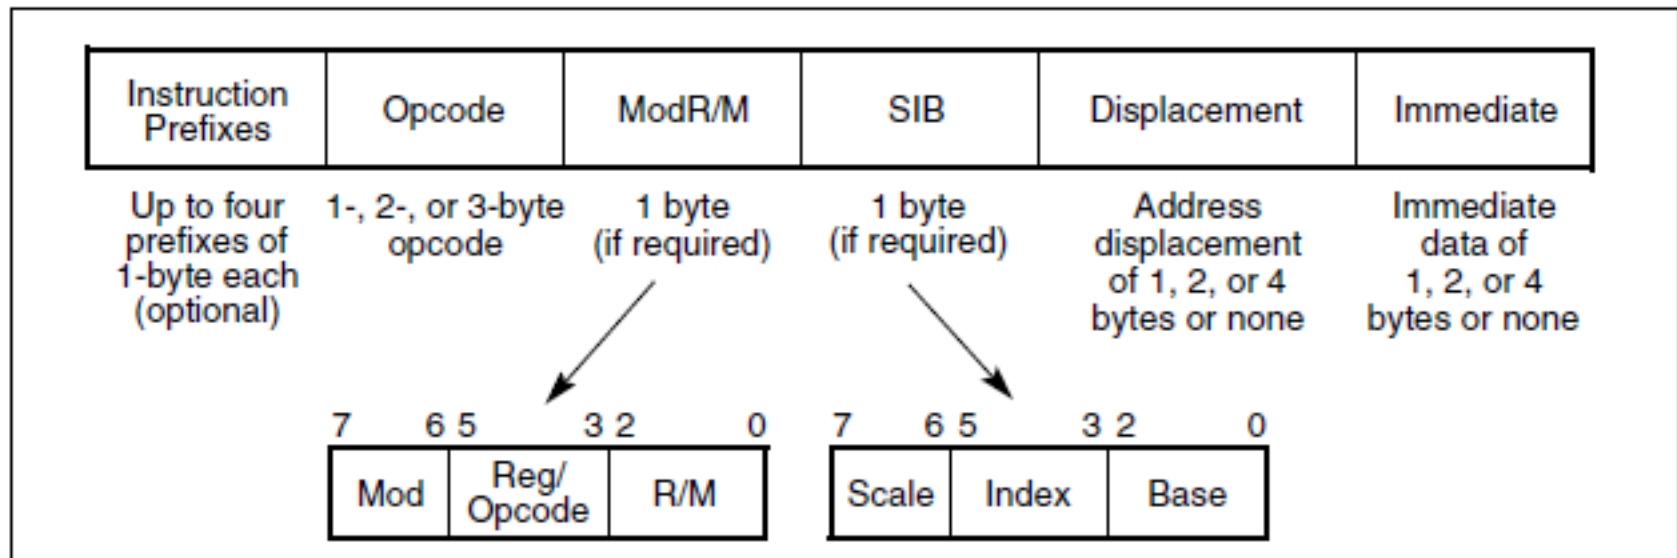 Instruction
Prefixes
Opcode
ModR/M
SIB
Displacement
Immediate
Up to four
prefixes of
1-byte each
(optional)
1-, 2-, or 3-byte
opcode
1 byte
(if required)
1 byte
(if required)
Address
displacement
of 1, 2, or 4
bytes or none
Immediate
data of
1, 2, or 4
bytes or none
7 6 5 3 2 0
Mod
Reg/
Opcode
R/M
7 6 5 3 2 0
Scale
Index
Base